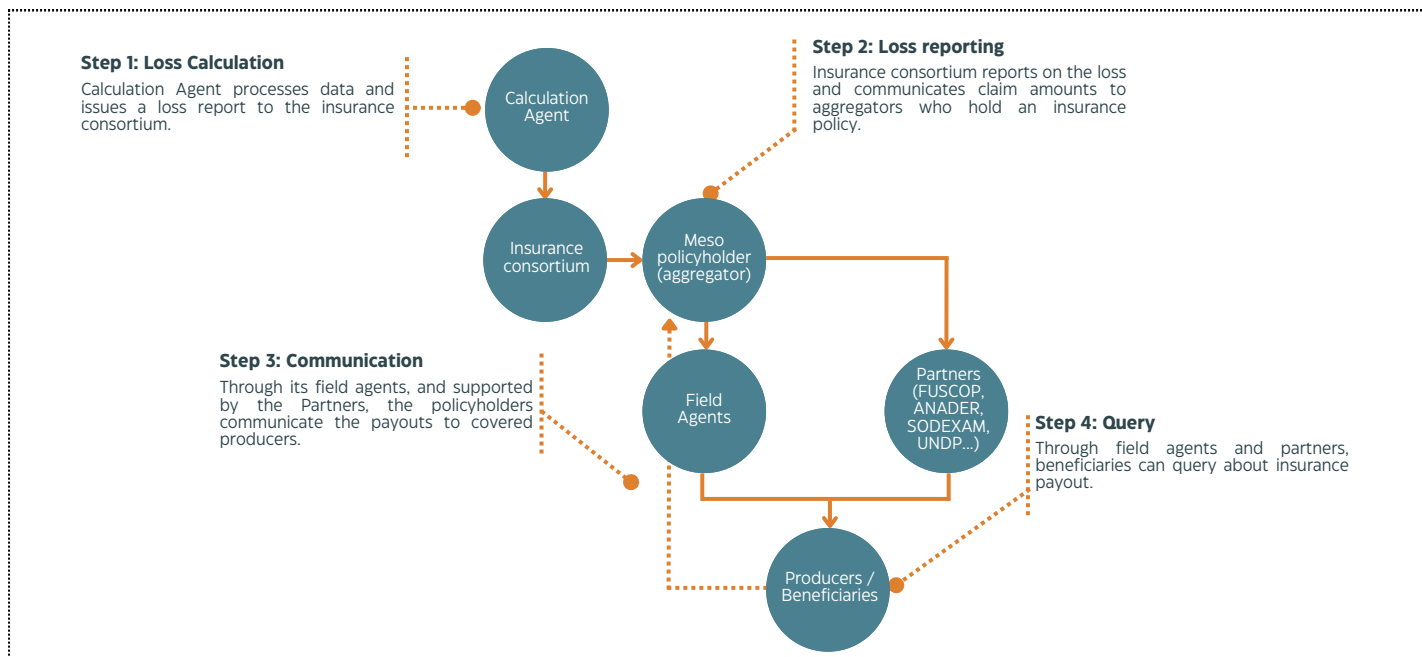 Step 1: Loss Calculation
Calculation Agent processes data and
issues a loss report to the insurance
consortium.
Calculation
Agent
Step 2: Loss reporting
Insurance consortium reports on the loss
and communicates claim amounts to
aggregators who hold an insurance
policy.
Insurance
consortium
Meso
policyholder
(aggregator)
Step 3: Communication
Through its field agents, and supported
by the Partners, the policyholders
communicate the payouts to covered
producers.
Field
Agents
Partners
(FUSCOP,
ANADER,
SODEXAM,
UNDP...)
Step 4: Query
Through field agents and partners,
beneficiaries can query about insurance
payout.
Producers /
Beneficiaries